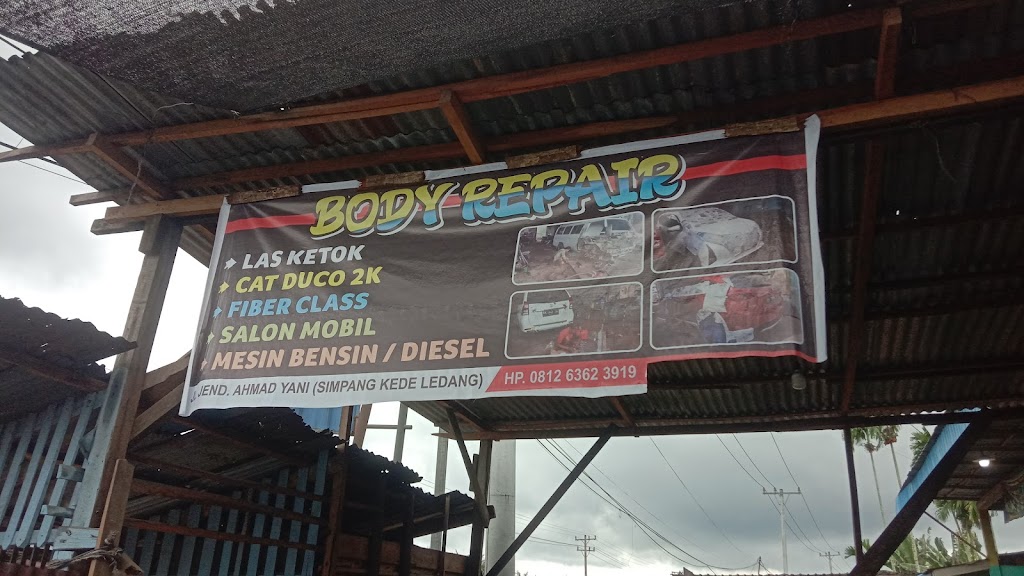 BODY REPAIR
LAS KETOK
CAT DUCO 2K
FIBER CLASS
SALON MOBIL
MESIN BENSIN / DIESEL
JEND. AHMAD YANI (SIMPANG KEDE LEDANG)
HP. 0812 6362 3919